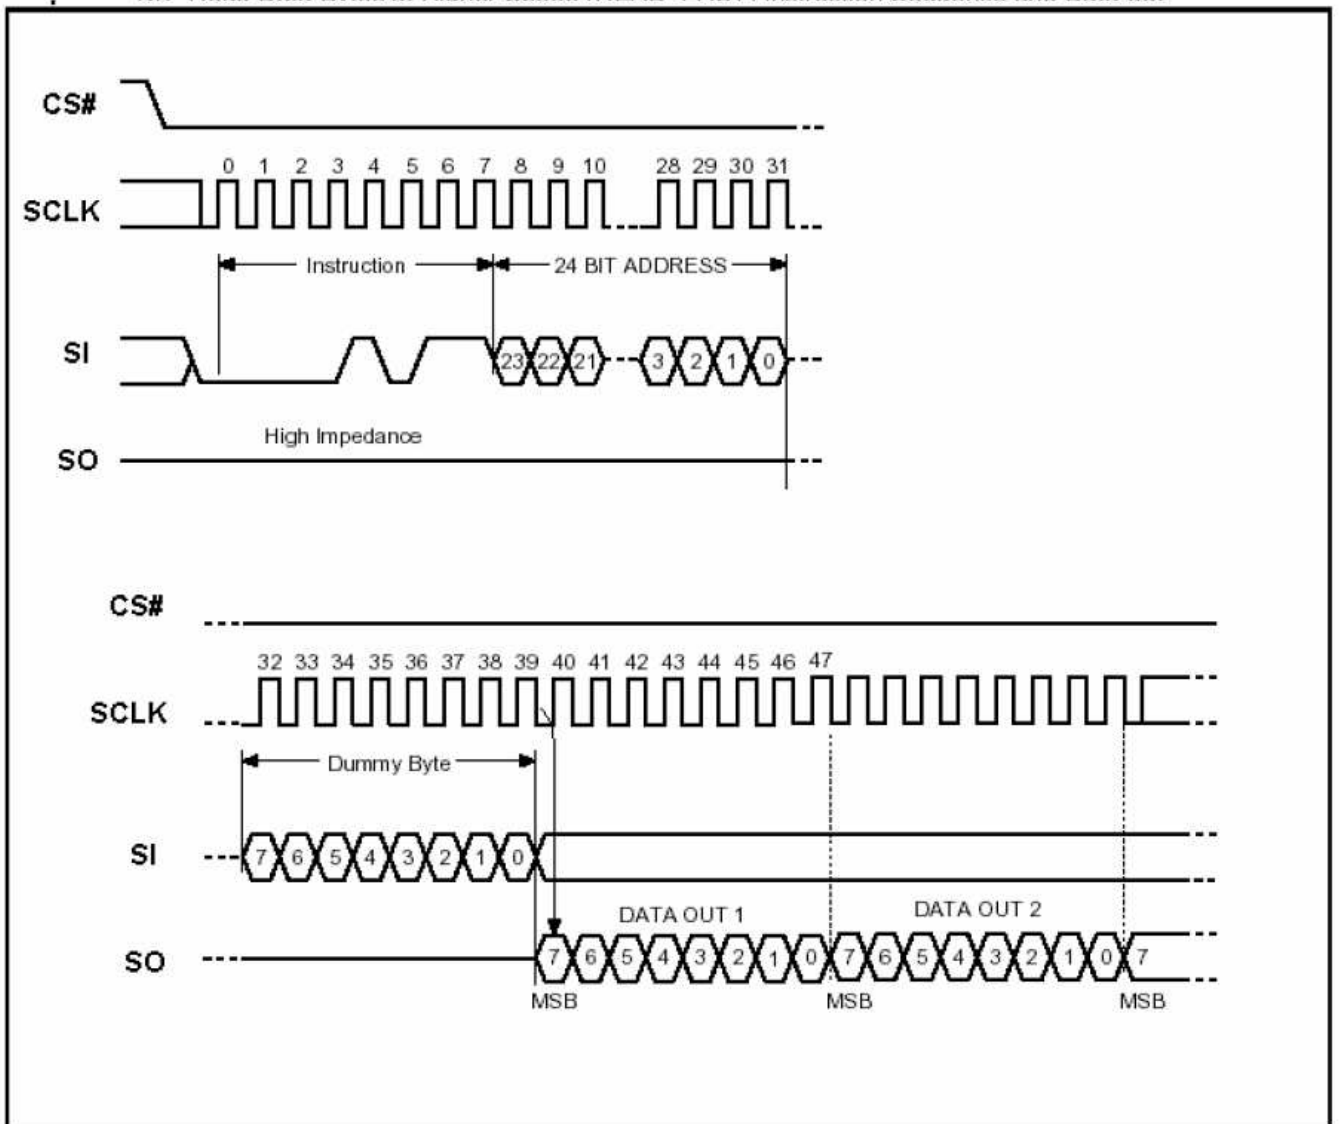 CS#
0 1 2 3 4 5 6 7 8 9 10 28 29 30 31
SCLK
Instruction 24 BIT ADDRESS
SI 23 22 21 3 2 1 0
High Impedance
SO
CS#
32 33 34 35 36 37 38 39 40 41 42 43 44 45 46 47
SCLK
Dummy Byte
SI 7 6 5 4 3 2 1 0
DATA OUT 1 DATA OUT 2
SO 7 6 5 4 3 2 1 0 7 6 5 4 3 2 1 0 7
MSB MSB MSB